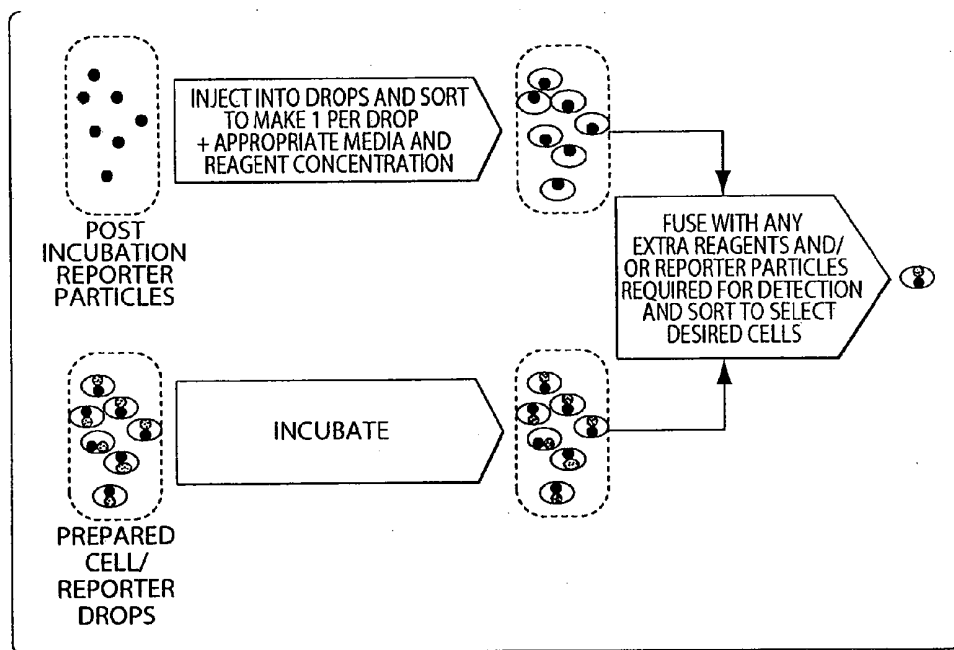 INJECT INTO DROPS AND SORT
TO MAKE 1 PER DROP
+ APPROPRIATE MEDIA AND
REAGENT CONCENTRATION
POST
INCUBATION
REPORTER
PARTICLES
FUSE WITH ANY
EXTRA REAGENTS AND/
OR REPORTER PARTICLES
REQUIRED FOR DETECTION
AND SORT TO SELECT
DESIRED CELLS
INCUBATE
PREPARED
CELL/
REPORTER
DROPS